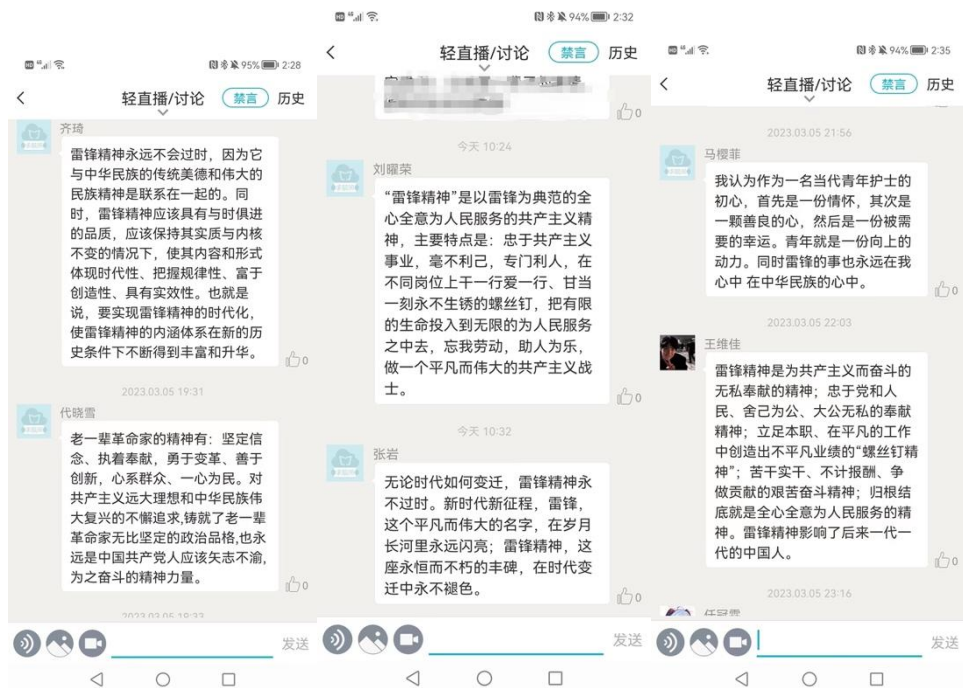 95% 2:28
轻直播/讨论
禁言
历史
齐琦
雷锋精神永远不会过时，因为它
与中华民族的传统美德和伟大的
民族精神是联系在一起的。同
时，雷锋精神应该具有与时俱进
的品质，应该保持其实质与内核
不变的情况下，使其内容和形式
体现时代性、把握规律性、富于
创造性、具有实效性。也就是
说，要实现雷锋精神的时代化，
使雷锋精神的内涵体系在新的历
史条件下不断得到丰富和升华。
0
2023.03.05 19:31
代晓雪
老一辈革命家的精神有：坚定信
念、执着奉献，勇于变革、善于
创新，心系群众、一心为民。对
共产主义远大理想和中华民族伟
大复兴的不懈追求,铸就了老一辈
革命家无比坚定的政治品格,也永
远是中国共产党人应该矢志不渝,
为之奋斗的精神力量。
0
2023.03.05 19:33
发送
94% 2:32
轻直播/讨论
禁言
历史
0
今天 10:24
刘曜荣
“雷锋精神”是以雷锋为典范的全
心全意为人民服务的共产主义精
神，主要特点是：忠于共产主义
事业，毫不利己，专门利人，在
不同岗位上干一行爱一行、甘当
一刻永不生锈的螺丝钉，把有限
的生命投入到无限的为人民服务
之中去，忘我劳动，助人为乐，
做一个平凡而伟大的共产主义战
士。
0
今天 10:32
张岩
无论时代如何变迁，雷锋精神永
不过时。新时代新征程，雷锋，
这个平凡而伟大的名字，在岁月
长河里永远闪亮；雷锋精神，这
座永恒而不朽的丰碑，在时代变
迁中永不褪色。
0
发送
94% 2:35
轻直播/讨论
禁言
历史
2023.03.05 21:56
马樱菲
我认为作为一名当代青年护士的
初心，首先是一份情怀，其次是
一颗善良的心，然后是一份被需
要的幸运。青年就是一份向上的
动力。同时雷锋的事也永远在我
心中 在中华民族的心中。
0
2023.03.05 22:03
王维佳
雷锋精神是为共产主义而奋斗的
无私奉献的精神；忠于党和人
民、舍己为公、大公无私的奉献
精神；立足本职、在平凡的工作
中创造出不平凡业绩的“螺丝钉精
神”；苦干实干、不计报酬、争
做贡献的艰苦奋斗精神；归根结
底就是全心全意为人民服务的精
神。雷锋精神影响了后来一代一
代的中国人。
0
2023.03.05 23:16
任冠霏
发送